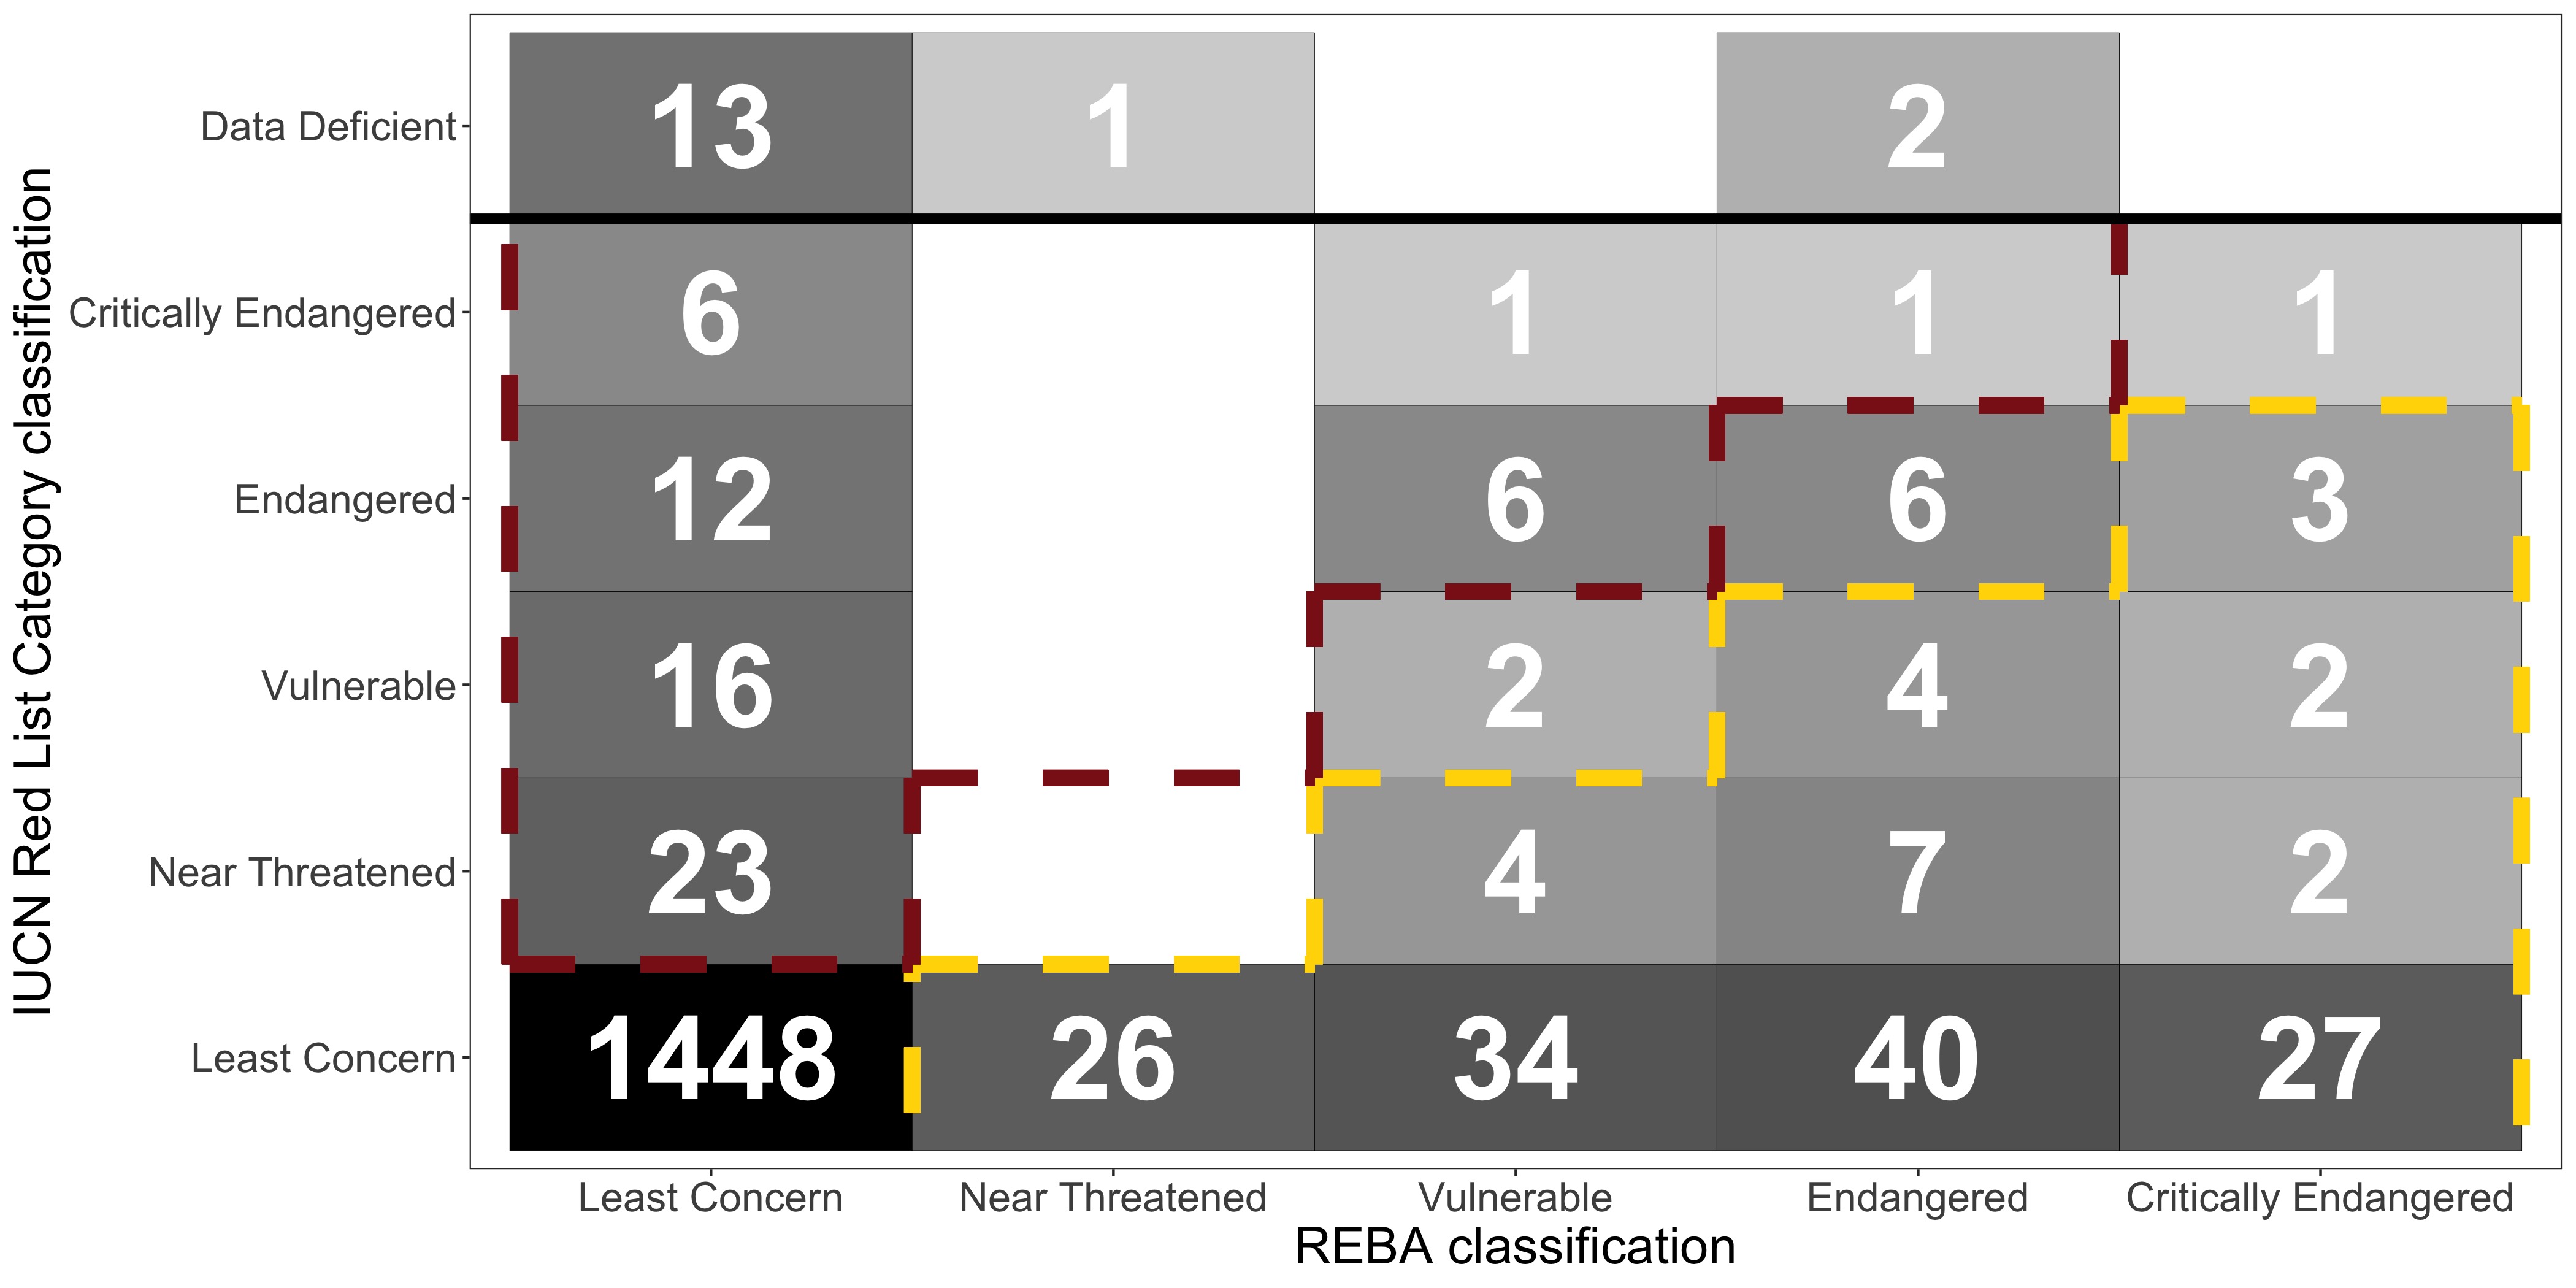 IUCN Red List Category classification
Data Deficient 13 1 2
Critically Endangered 6 1 1 1
Endangered 12 6 6 3
Vulnerable 16 2 4 2
Near Threatened 23 4 7 2
Least Concern 1448 26 34 40 27
Least Concern Near Threatened Vulnerable Endangered Critically Endangered
REBA classification